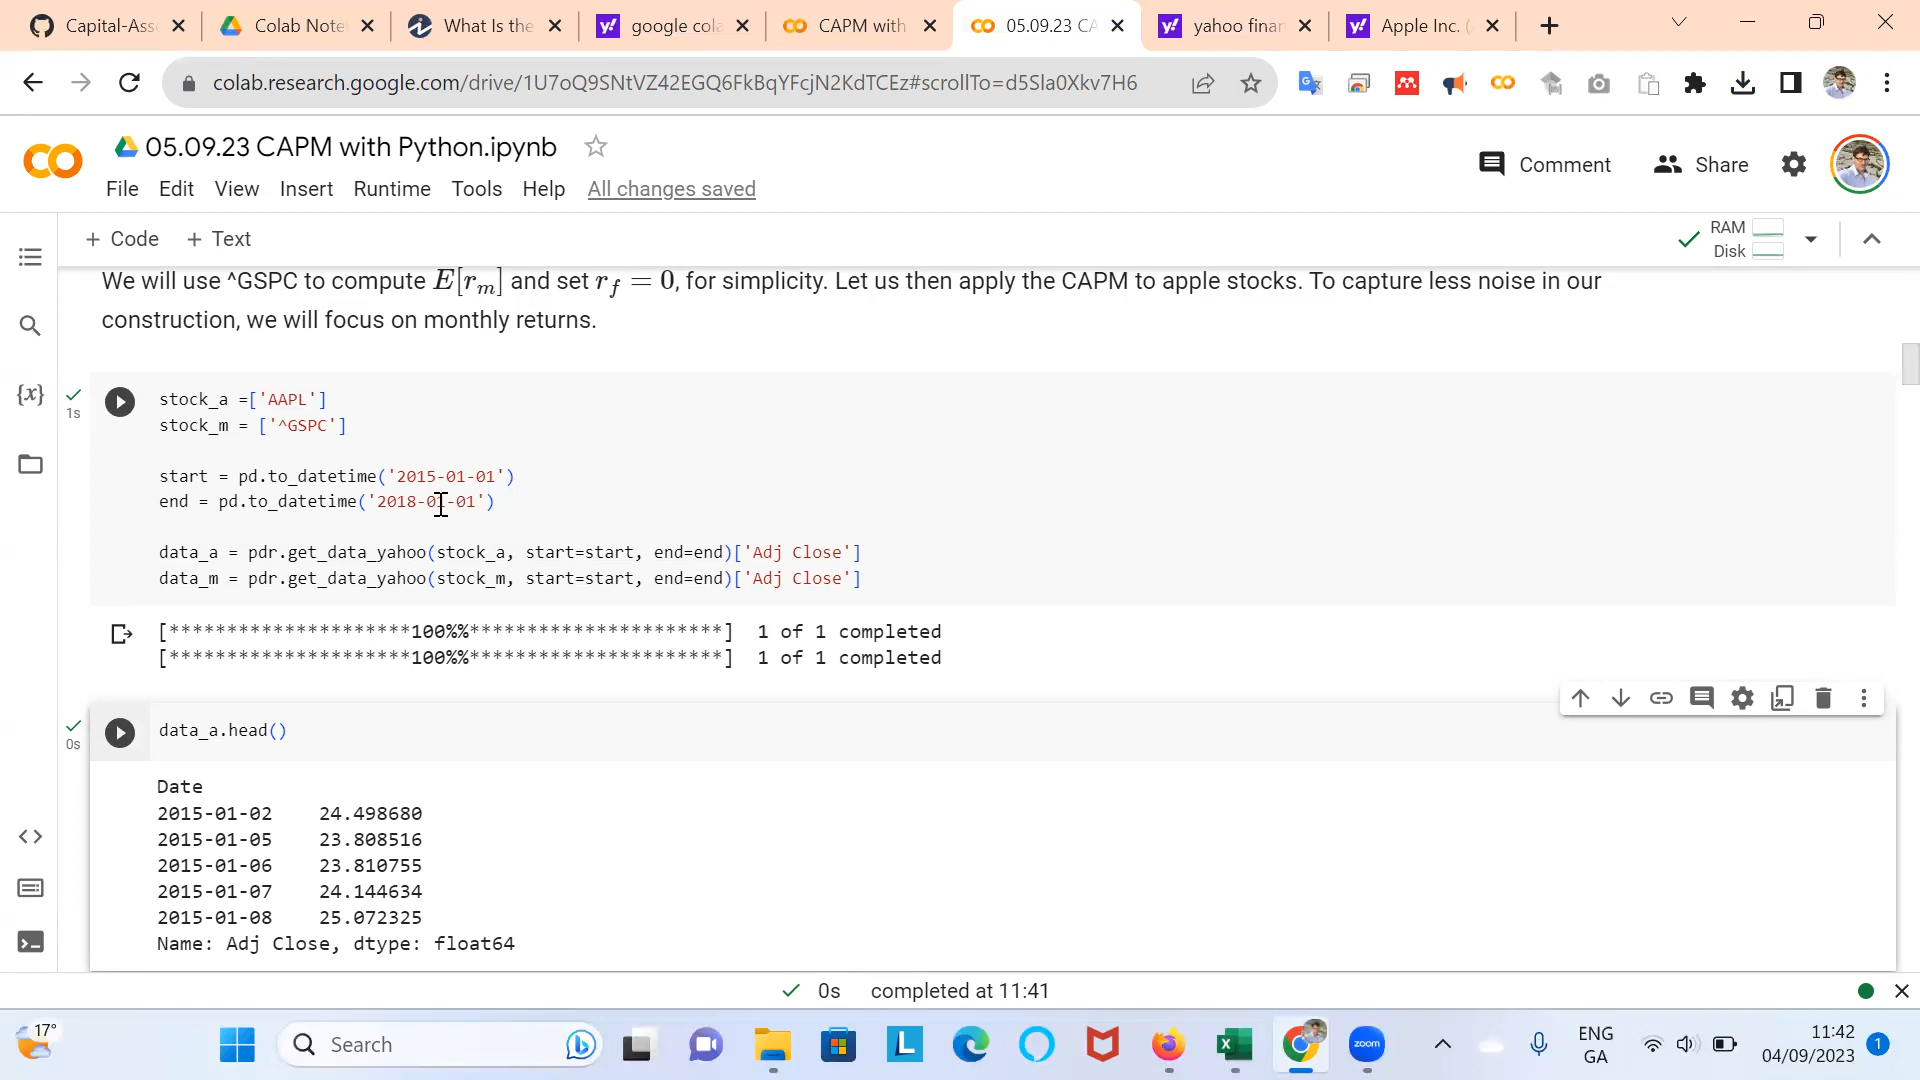 Capital-Ass
Colab Note
What Is the
google cola
CAPM with
05.09.23 CA
yahoo finan
Apple Inc. (
colab.research.google.com/drive/1U7oQ9SNtVZ42EGQ6FkBqYFcjN2KdTCEz#scrollTo=d5Sla0Xkv7H6
05.09.23 CAPM with Python.ipynb
File Edit View Insert Runtime Tools Help All changes saved
Comment
Share
+ Code + Text
RAM
Disk
We will use ^GSPC to compute E[r_m] and set r_f = 0, for simplicity. Let us then apply the CAPM to apple stocks. To capture less noise in our
construction, we will focus on monthly returns.
{x}
1s
stock_a =['AAPL']
stock_m = ['^GSPC']
start = pd.to_datetime('2015-01-01')
end = pd.to_datetime('2018-01-01')
data_a = pdr.get_data_yahoo(stock_a, start=start, end=end)['Adj Close']
data_m = pdr.get_data_yahoo(stock_m, start=start, end=end)['Adj Close']
[*********************100%%**********************] 1 of 1 completed
[*********************100%%**********************] 1 of 1 completed
0s
data_a.head()
Date
2015-01-02 24.498680
2015-01-05 23.808516
2015-01-06 23.810755
2015-01-07 24.144634
2015-01-08 25.072325
Name: Adj Close, dtype: float64
0s completed at 11:41
17°
Search
L
zoom
ENG
GA
11:42
04/09/2023
1